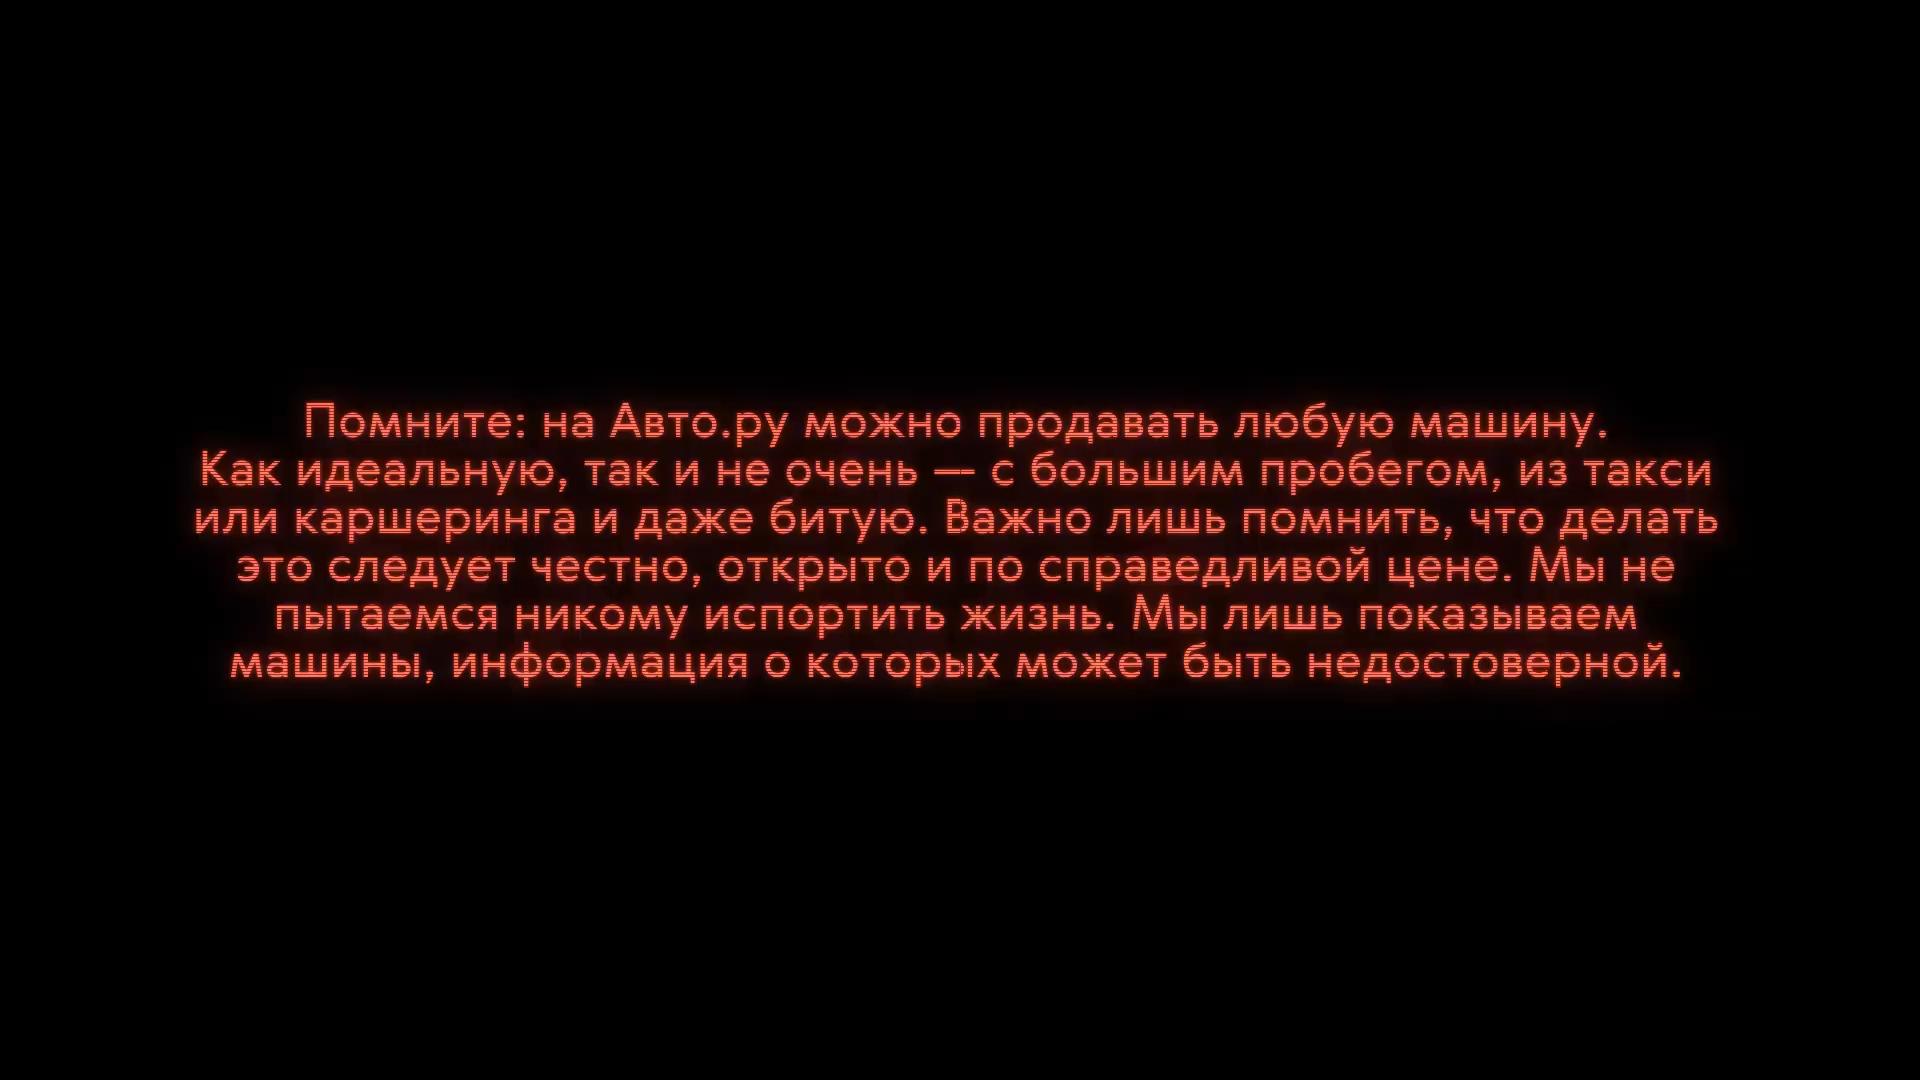 Помните: на Авто.ру можно продавать любую машину.
Как идеальную, так и не очень — с большим пробегом, из такси
или каршеринга и даже битую. Важно лишь помнить, что делать
это следует честно, открыто и по справедливой цене. Мы не
пытаемся никому испортить жизнь. Мы лишь показываем
машины, информация о которых может быть недостоверной.